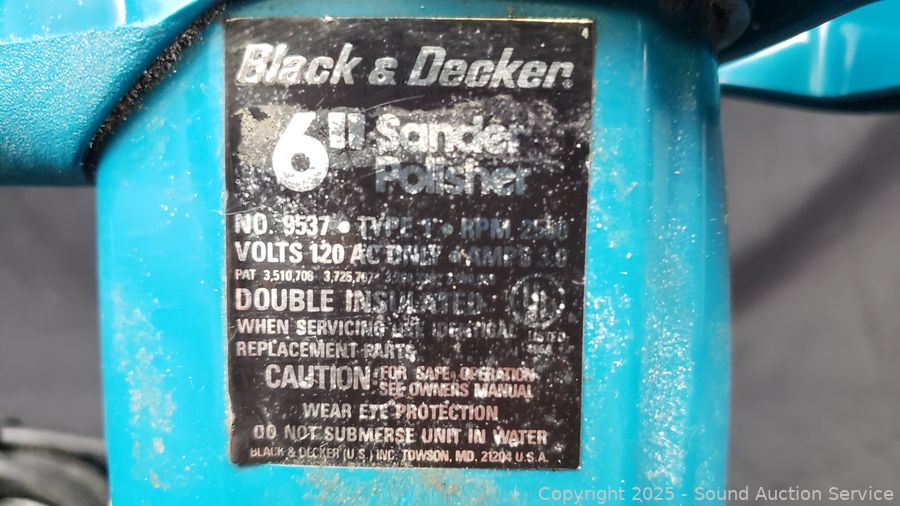 4
Black & Decker®
6" Sander
Polisher
NO. 9537 • TYPE 1 • RPM
VOLTS 120 AC ONLY • AMPS
PAT 3,510,708
DOUBLE INSULATED UL
WHEN SERVICING USE IDENTICAL
REPLACEMENT PARTS
CAUTION: FOR SAFE OPERATION
SEE OWNERS MANUAL
WEAR EYE PROTECTION
DO NOT SUBMERSE UNIT IN WATER
BLACK & DECKER (U.S.) INC. TOWSON, MD. 21204 U.S.A.
Copyright © 2025 - Sound Auction Service